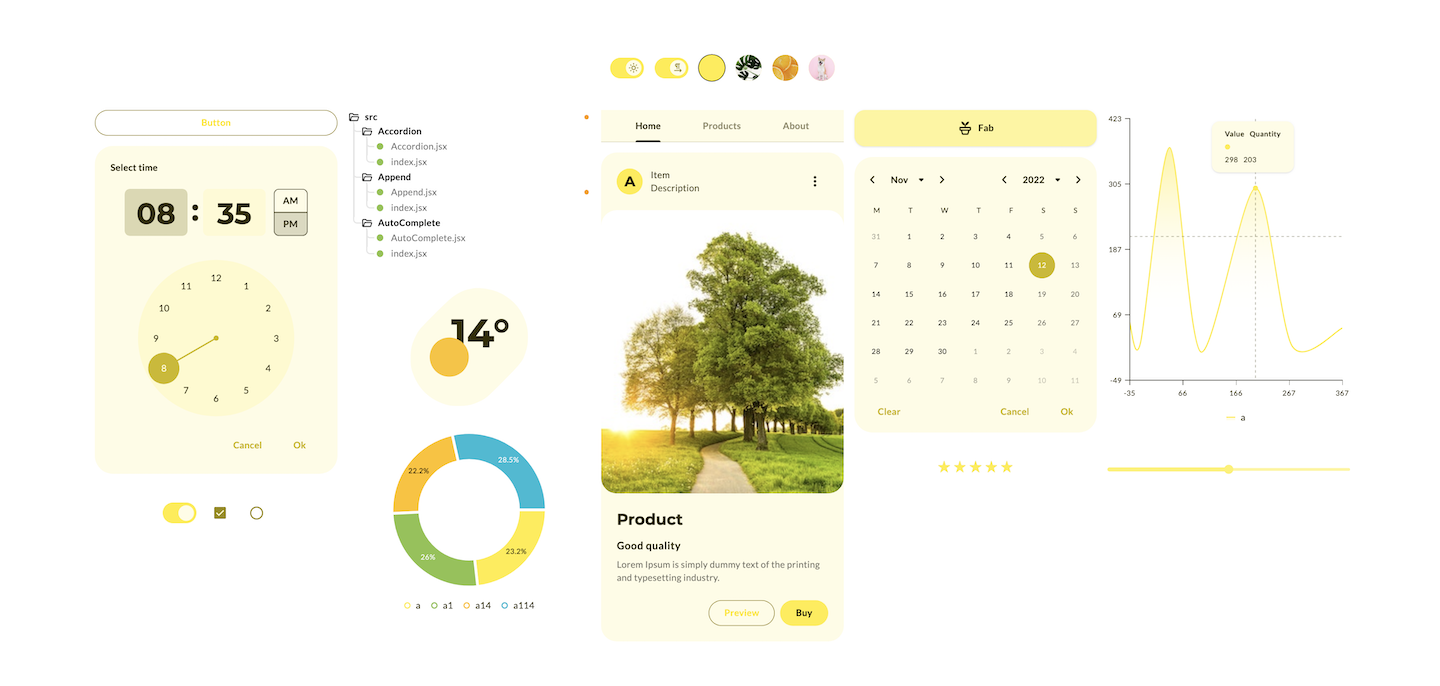 Button
Select time
08 : 35
AM
PM
12
11 1
10 2
9 3
8 4
7 5
6
Cancel Ok
src
Accordion
Accordion.jsx
index.jsx
Append
Append.jsx
index.jsx
AutoComplete
AutoComplete.jsx
index.jsx
14°
22.2% 28.5%
26% 23.2%
a a1 a14 a114
Home Products About
A
Item
Description
Product
Good quality
Lorem Ipsum is simply dummy text of the printing
and typesetting industry.
Preview Buy
Fab
Nov 2022
M T W T F S S
31 1 2 3 4 5 6
7 8 9 10 11 12 13
14 15 16 17 18 19 20
21 22 23 24 25 26 27
28 29 30 1 2 3 4
5 6 7 8 9 10 11
Clear Cancel Ok
423
305
187
69
-49
-35 66 166 267 367
Value Quantity
298 203
a